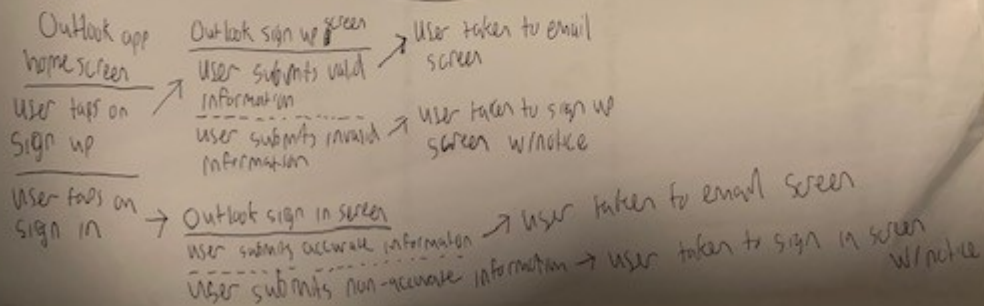 Outlook app
home screen
user taps on
sign up
user taps on
sign in
Outlook sign up screen
user submits valid
information
user submits invalid
information
user taken to email
screen
user taken to sign up
screen w/notice
Outlook sign in screen
user submits accurate information
user submits non-accurate information → user taken to sign in screen
w/notice
user taken to email screen